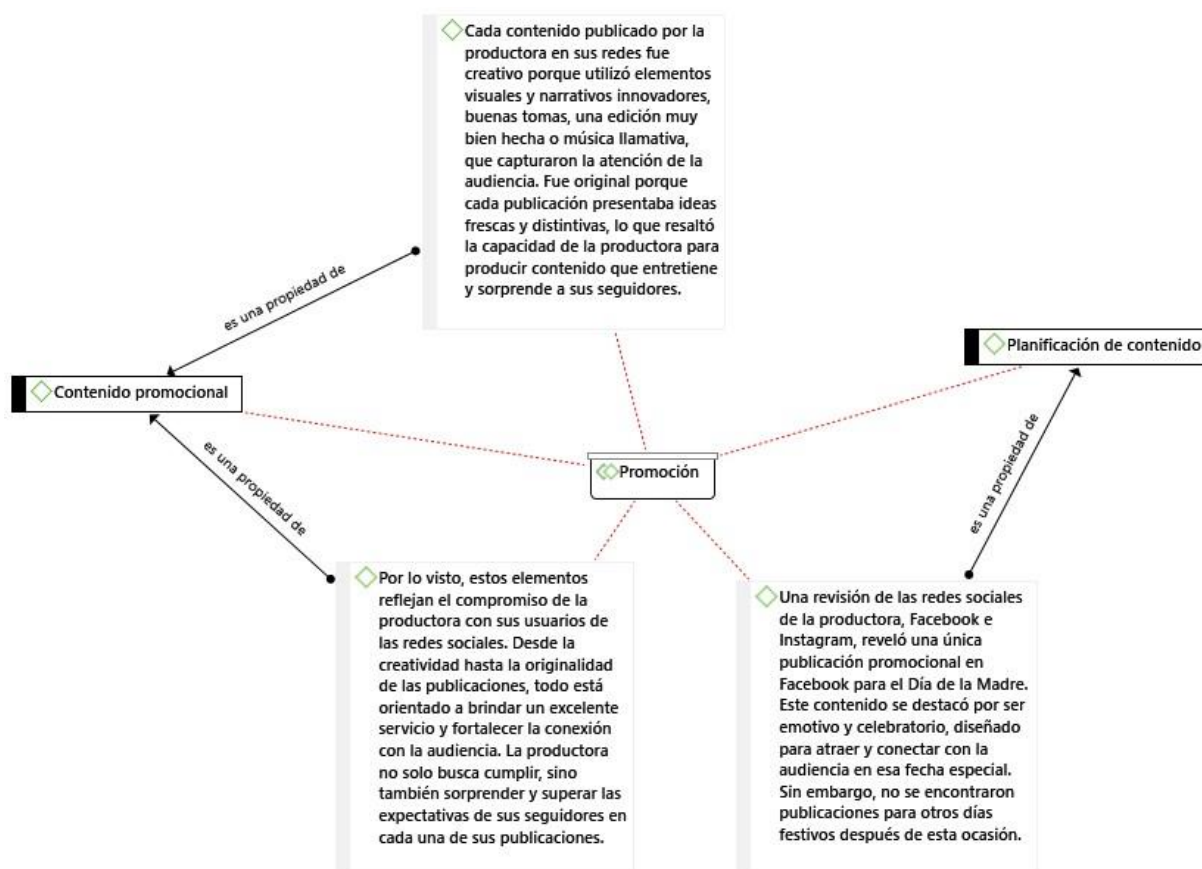 Cada contenido publicado por la
productora en sus redes fue
creativo porque utilizó elementos
visuales y narrativos innovadores,
buenas tomas, una edición muy
bien hecha o música llamativa,
que capturaron la atención de la
audiencia. Fue original porque
cada publicación presentaba ideas
frescas y distintivas, lo que resaltó
la capacidad de la productora para
producir contenido que entretiene
y sorprende a sus seguidores.
es una propiedad de
Planificación de contenido
Contenido promocional
es una propiedad de
es una propiedad de
Promoción
Por lo visto, estos elementos
reflejan el compromiso de la
productora con sus usuarios de
las redes sociales. Desde la
creatividad hasta la originalidad
de las publicaciones, todo está
orientado a brindar un excelente
servicio y fortalecer la conexión
con la audiencia. La productora
no solo busca cumplir, sino
también sorprender y superar las
expectativas de sus seguidores en
cada una de sus publicaciones.
Una revisión de las redes sociales
de la productora, Facebook e
Instagram, reveló una única
publicación promocional en
Facebook para el Día de la Madre.
Este contenido se destacó por ser
emotivo y celebratorio, diseñado
para atraer y conectar con la
audiencia en esa fecha especial.
Sin embargo, no se encontraron
publicaciones para otros días
festivos después de esta ocasión.